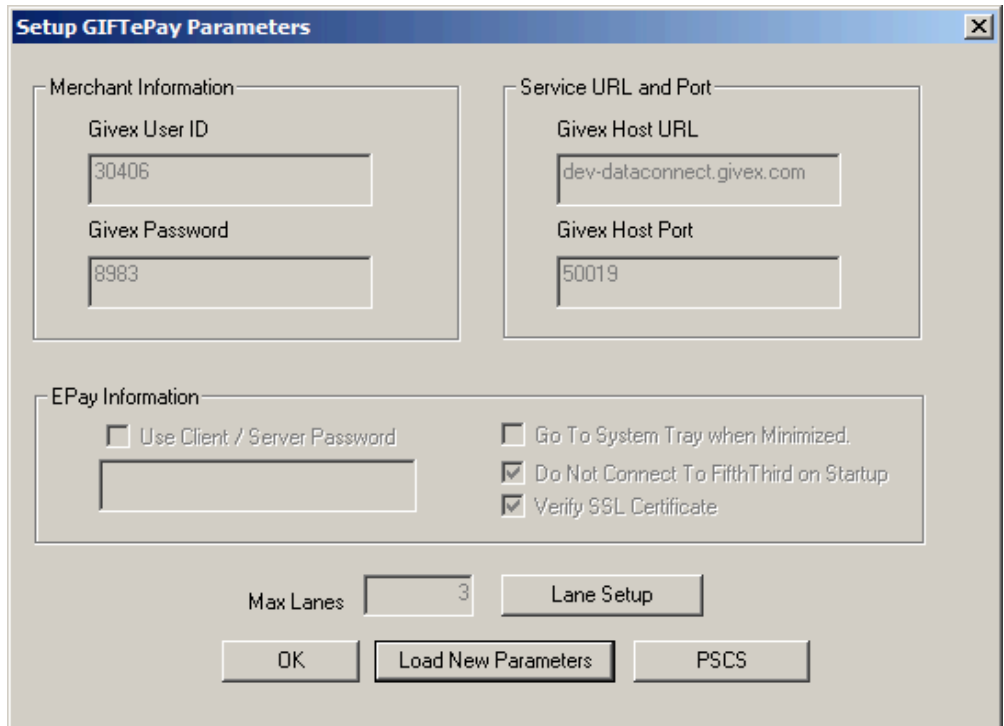 Setup GIFTePay Parameters
Merchant Information
Givex User ID
30406
Givex Password
8983
Service URL and Port
Givex Host URL
dev-dataconnect.givex.com
Givex Host Port
50019
EPay Information
Use Client / Server Password
Go To System Tray when Minimized.
Do Not Connect To FifthThird on Startup
Verify SSL Certificate
Max Lanes 3 Lane Setup
OK Load New Parameters PSCS